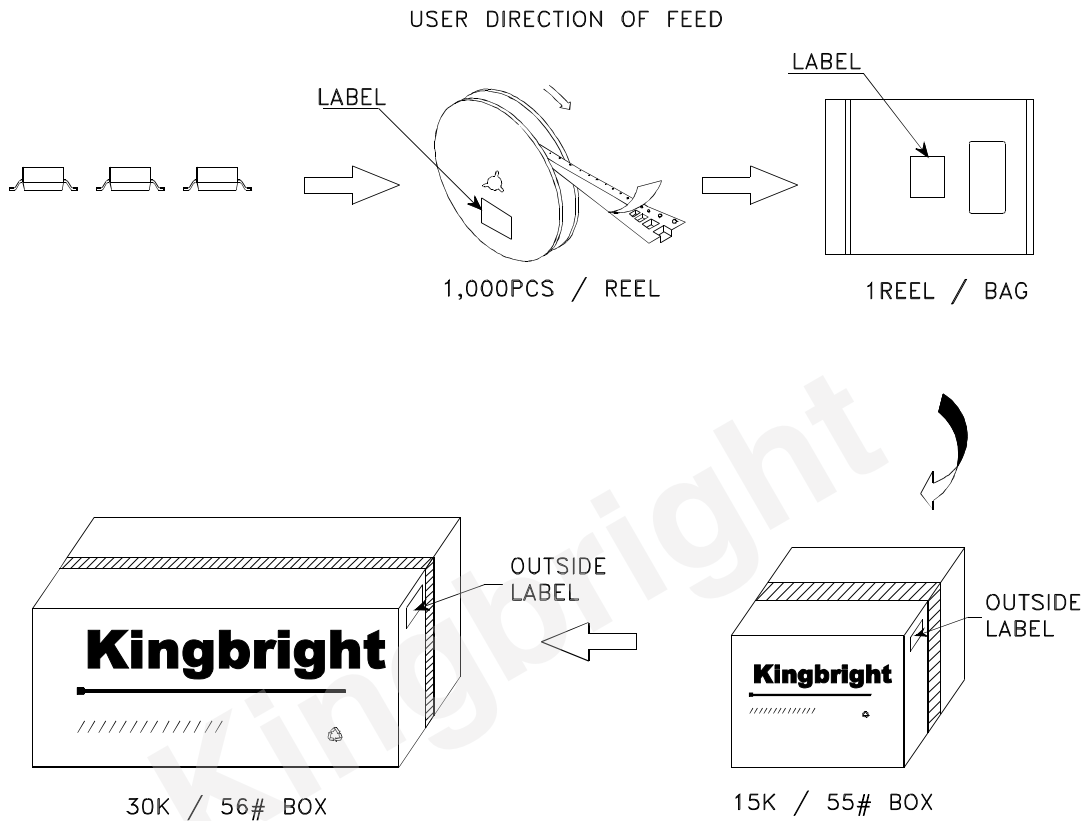 USER DIRECTION OF FEED
LABEL
LABEL
1,000PCS / REEL
1REEL / BAG
OUTSIDE
LABEL
OUTSIDE
LABEL
Kingbright
Kingbright
Kingbright
30K / 56# BOX
15K / 55# BOX